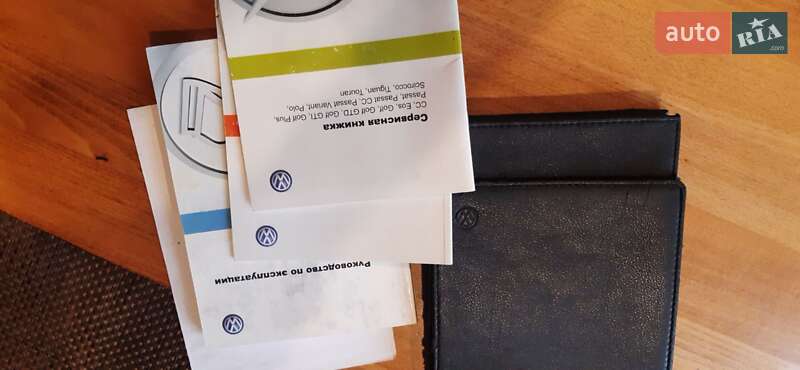 auto
RIA
.com
Сервисная книжка
CC, Eos, Golf, Golf GTD, Golf GTI, Golf Plus,
Passat, Passat CC, Passat Variant, Polo,
Scirocco, Tiguan, Touran
Руководство по эксплуатации